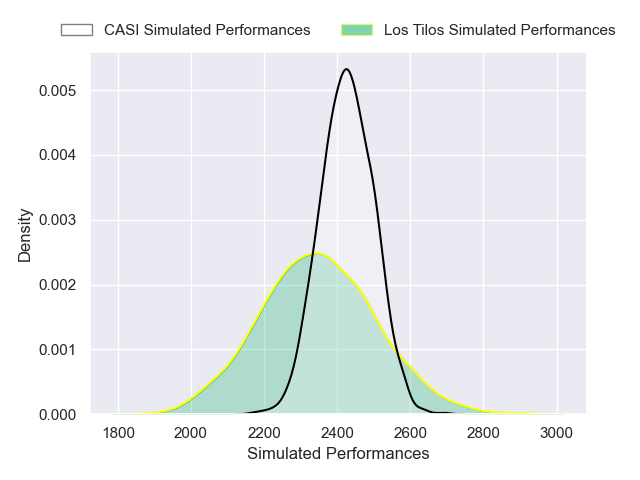 CASI Simulated Performances
Los Tilos Simulated Performances
0.005
0.004
0.003
0.002
0.001
0.000
Density
1800 2000 2200 2400 2600 2800 3000
Simulated Performances